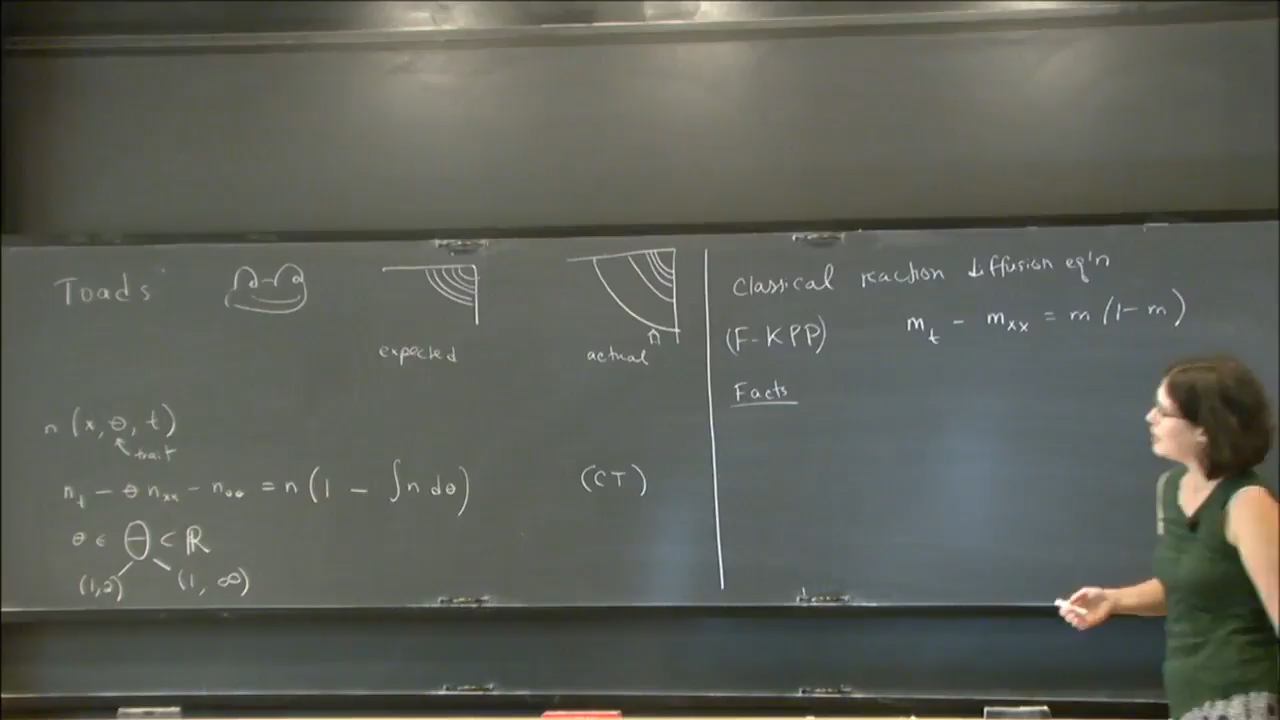 Toads
expected
actual
n (x, θ, t)
trait
n_t - θ n_xx - n_θθ = n (1 - ∫ n dθ)
(CT)
θ ∈ Θ ⊂ ℝ
(1,2)
(1, ∞)
Classical reaction diffusion eq'n
(F-KPP)
m_t - m_xx = m (1 - m)
Facts